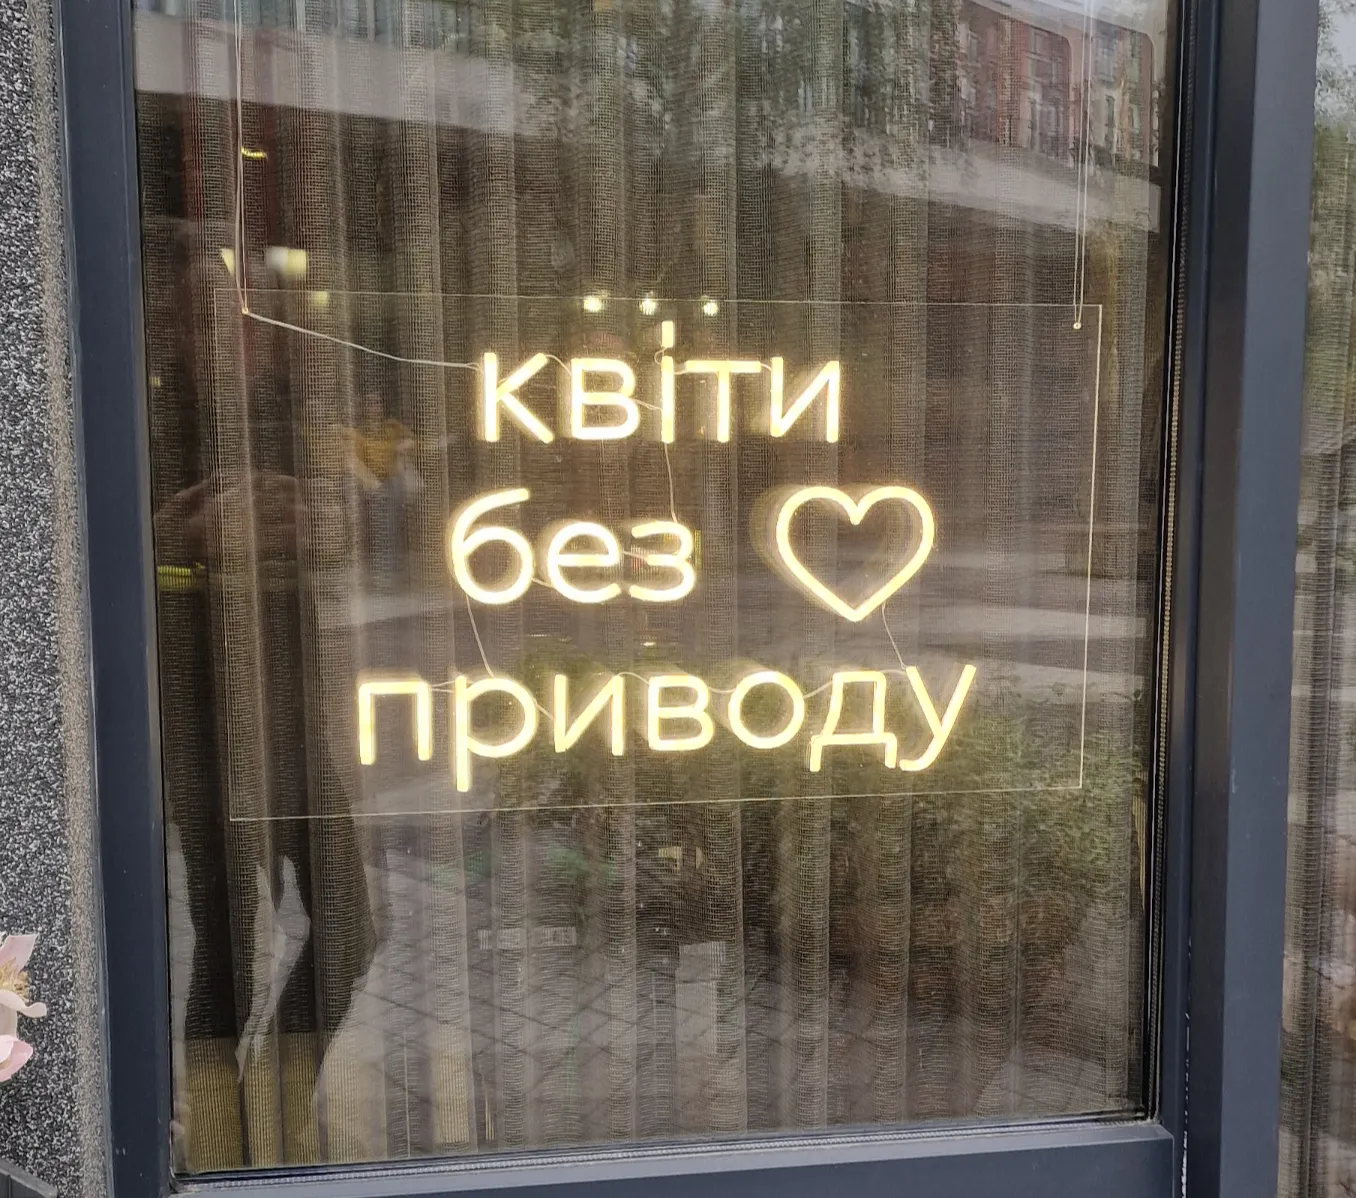 квіти
без
приводу